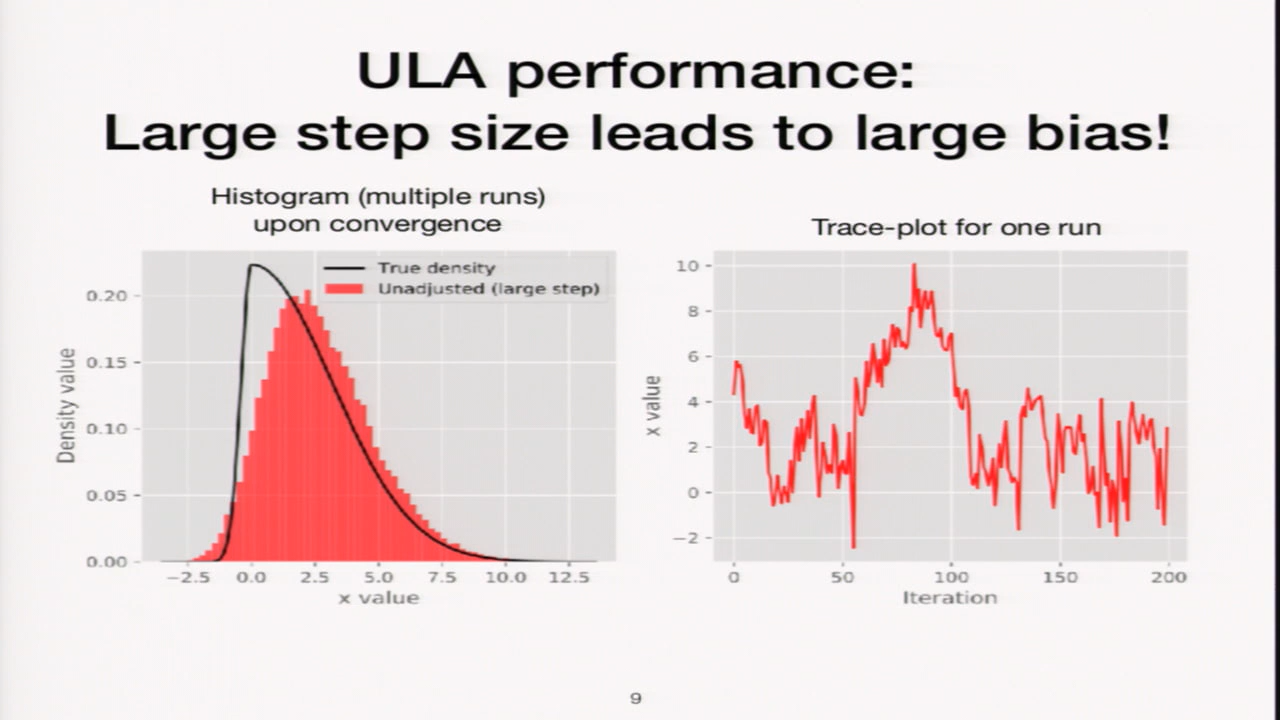 ULA performance:
Large step size leads to large bias!
Histogram (multiple runs)
upon convergence
True density
Unadjusted (large step)
0.20
0.15
0.10
0.05
0.00
Density value
−2.5 0.0 2.5 5.0 7.5 10.0 12.5
x value
Trace-plot for one run
10
8
6
4
2
0
−2
x value
0 50 100 150 200
Iteration
9